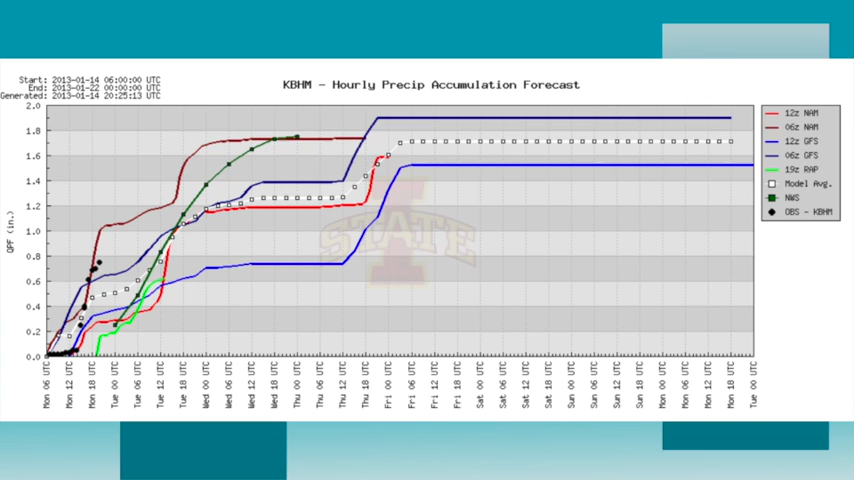 Start: 2013-01-14 06:00:00 UTC
End: 2013-01-22 00:00:00 UTC
Generated: 2013-01-14 20:25:13 UTC
KBHM - Hourly Precip Accumulation Forecast
2.0
1.8
1.6
1.4
1.2
1.0
0.8
0.6
0.4
0.2
0.0
QPF (in.)
12z NAM
06z NAM
12z GFS
06z GFS
19z RAP
Model Avg.
NWS
OBS - KBHM
I
STATE
Mon 06 UTC
Mon 12 UTC
Mon 18 UTC
Tue 00 UTC
Tue 06 UTC
Tue 12 UTC
Tue 18 UTC
Wed 00 UTC
Wed 06 UTC
Wed 12 UTC
Wed 18 UTC
Thu 00 UTC
Thu 06 UTC
Thu 12 UTC
Thu 18 UTC
Fri 00 UTC
Fri 06 UTC
Fri 12 UTC
Fri 18 UTC
Sat 00 UTC
Sat 06 UTC
Sat 12 UTC
Sat 18 UTC
Sun 00 UTC
Sun 06 UTC
Sun 12 UTC
Sun 18 UTC
Mon 00 UTC
Mon 06 UTC
Mon 12 UTC
Mon 18 UTC
Tue 00 UTC